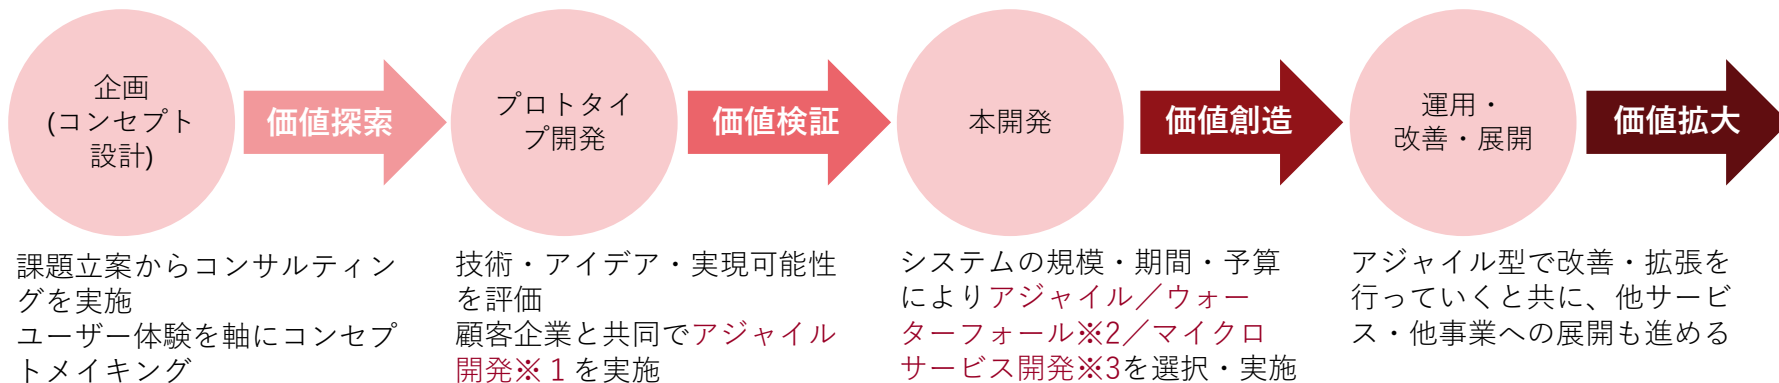 企画
(コンセプト
設計)
価値探索
プロトタイ
プ開発
価値検証
本開発
価値創造
運用・
改善・展開
価値拡大
課題立案からコンサルティン
グを実施
ユーザー体験を軸にコンセプ
トメイキング
技術・アイデア・実現可能性
を評価
顧客企業と共同でアジャイル
開発※１を実施
システムの規模・期間・予算
によりアジャイル／ウォー
ターフォール※2／マイクロ
サービス開発※3を選択・実施
アジャイル型で改善・拡張を
行っていくと共に、他サービ
ス・他事業への展開も進める